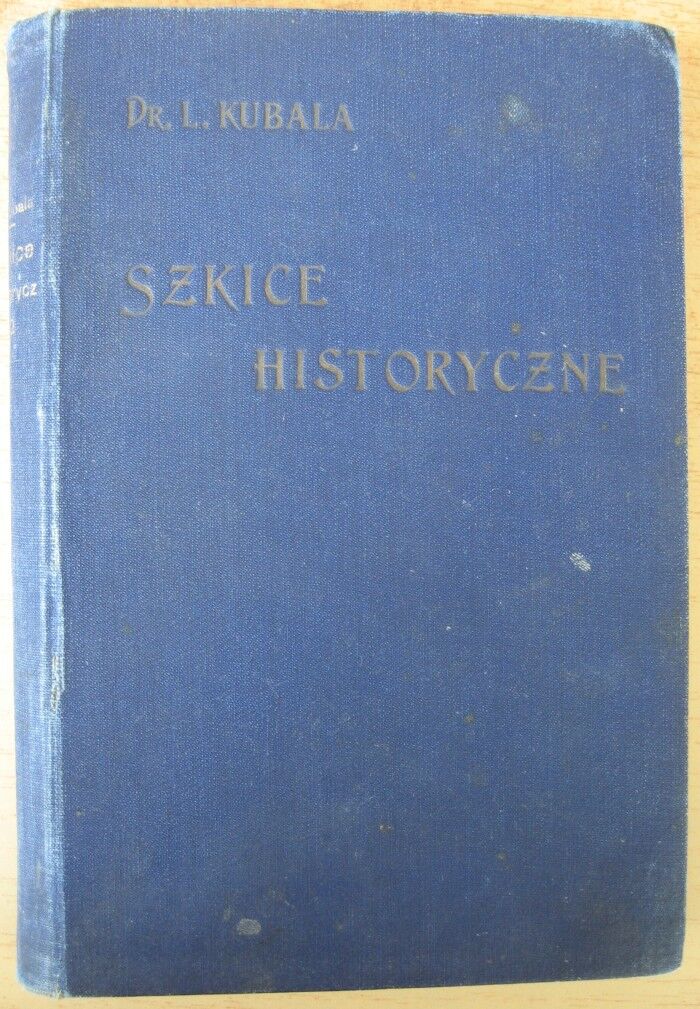 DR. L. KUBALA
SZKICE
HISTORYCZNE